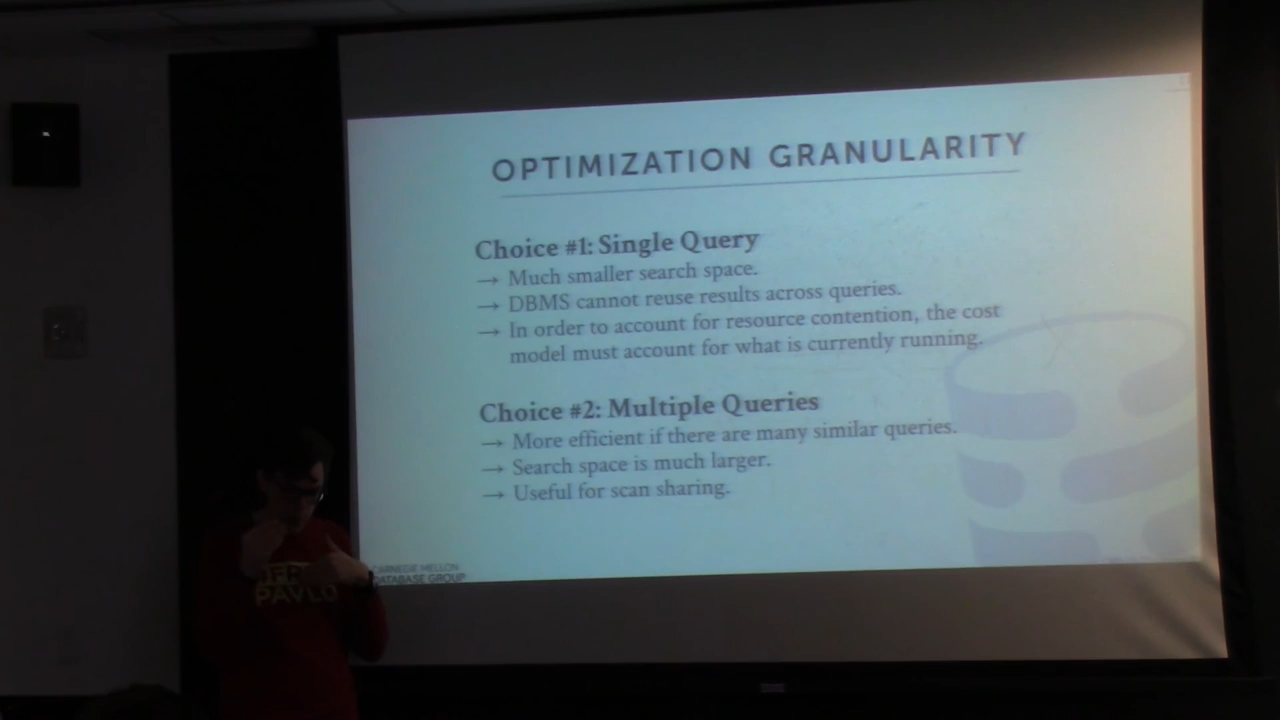 OPTIMIZATION GRANULARITY
Choice #1: Single Query
→ Much smaller search space.
→ DBMS cannot reuse results across queries.
→ In order to account for resource contention, the cost
model must account for what is currently running.
Choice #2: Multiple Queries
→ More efficient if there are many similar queries.
→ Search space is much larger.
→ Useful for scan sharing.
CARNEGIE MELLON
DATABASE GROUP
PAVLO